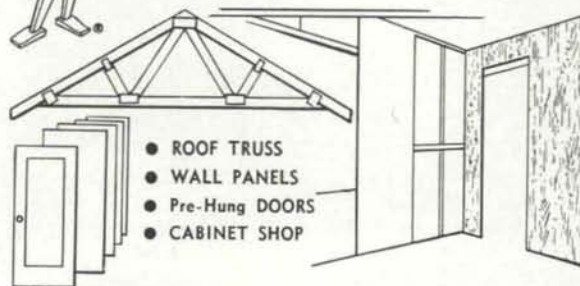 ● ROOF TRUSS
● WALL PANELS
● Pre-Hung DOORS
● CABINET SHOP